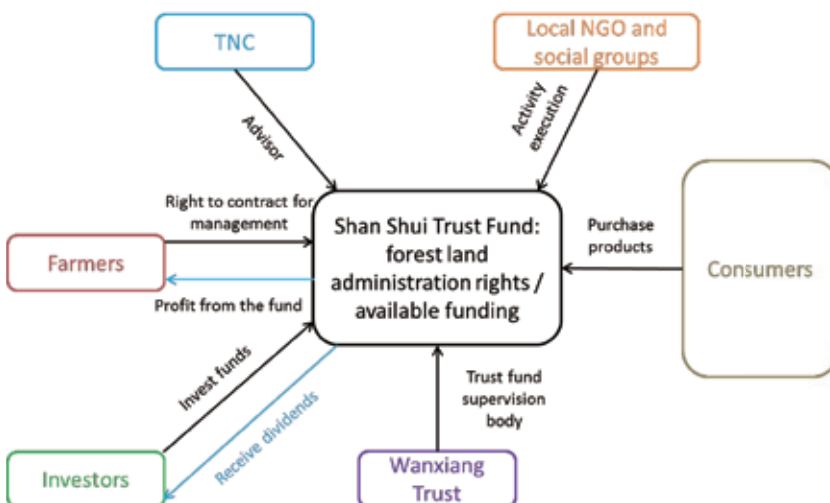 TNC
Local NGO and
social groups
Advisor
Activity
execution
Right to contract for
management
Farmers
Profit from the fund
Shan Shui Trust Fund:
forest land
administration rights /
available funding
Purchase
products
Consumers
Invest funds
Receive dividends
Trust fund
supervision
body
Investors
Wanxiang
Trust